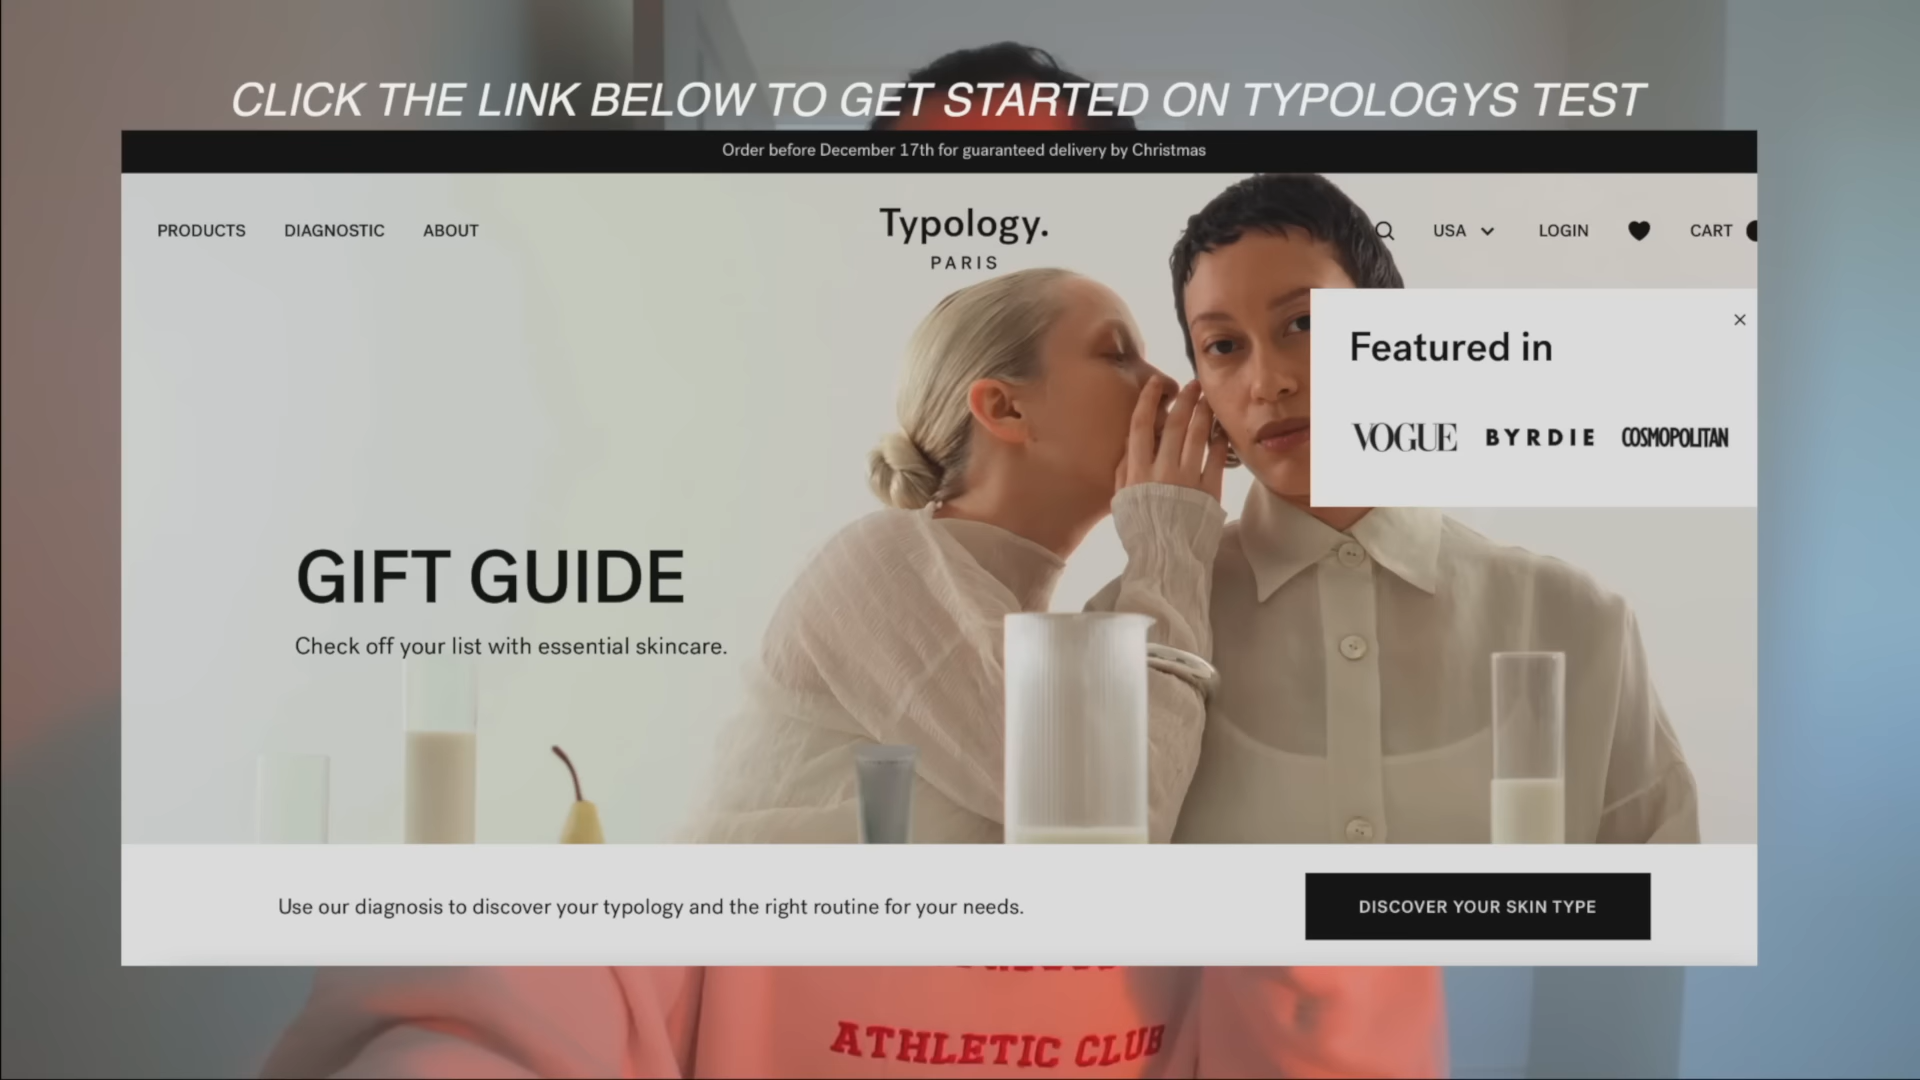 CLICK THE LINK BELOW TO GET STARTED ON TYPOLOGYS TEST
Order before December 17th for guaranteed delivery by Christmas
PRODUCTS DIAGNOSTIC ABOUT
Typology.
PARIS
USA LOGIN CART
Featured in
VOGUE BYRDIE COSMOPOLITAN
GIFT GUIDE
Check off your list with essential skincare.
Use our diagnosis to discover your typology and the right routine for your needs.
DISCOVER YOUR SKIN TYPE
ATHLETIC CLUB